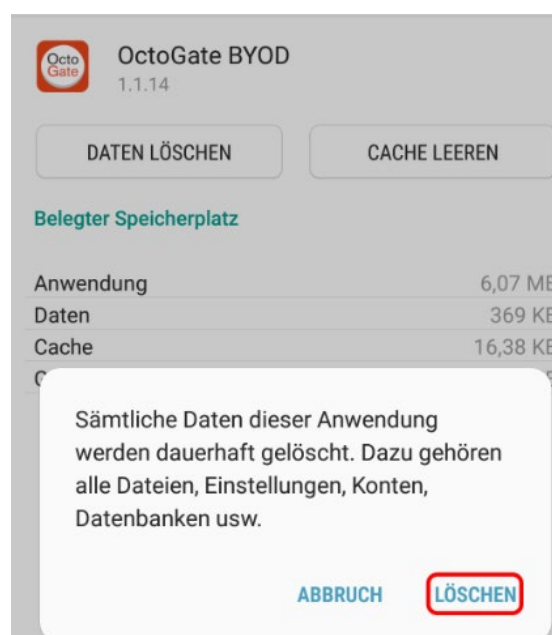 Octo
Gate
OctoGate BYOD
1.1.14
DATEN LÖSCHEN
CACHE LEEREN
Belegter Speicherplatz
Anwendung 6,07 MB
Daten 369 KB
Cache 16,38 KB
Sämtliche Daten dieser Anwendung
werden dauerhaft gelöscht. Dazu gehören
alle Dateien, Einstellungen, Konten,
Datenbanken usw.
ABBRUCH
LÖSCHEN